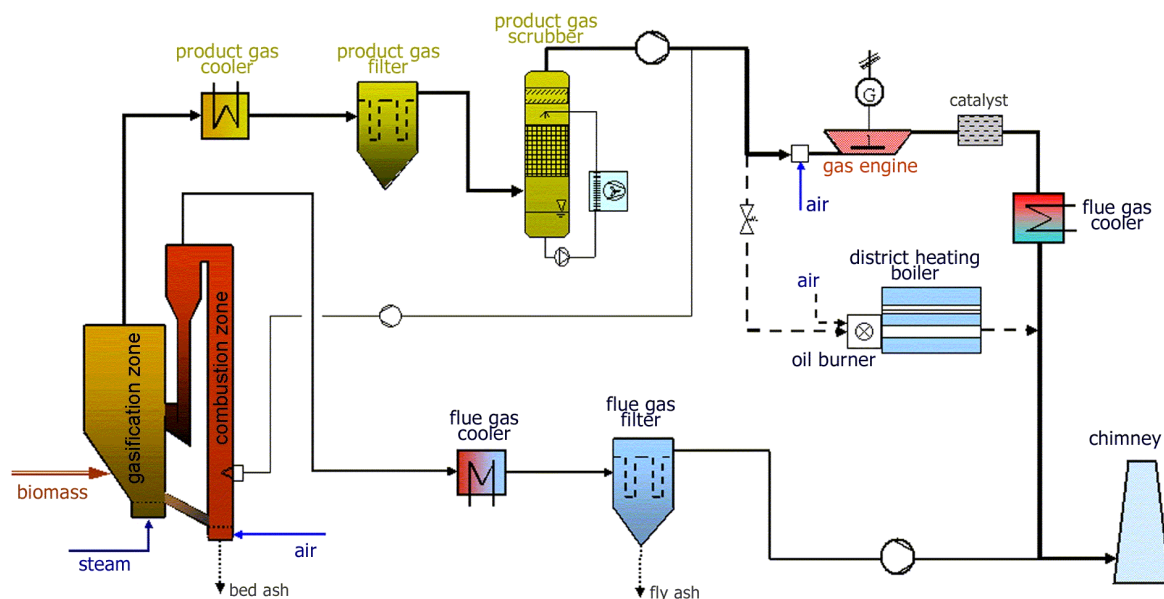 product gas
cooler
product gas
filter
product gas
scrubber
G
catalyst
gas engine
air
flue gas
cooler
district heating
boiler
air
oil burner
gasification zone
combustion zone
flue gas
cooler
flue gas
filter
chimney
biomass
steam
air
bed ash
fly ash